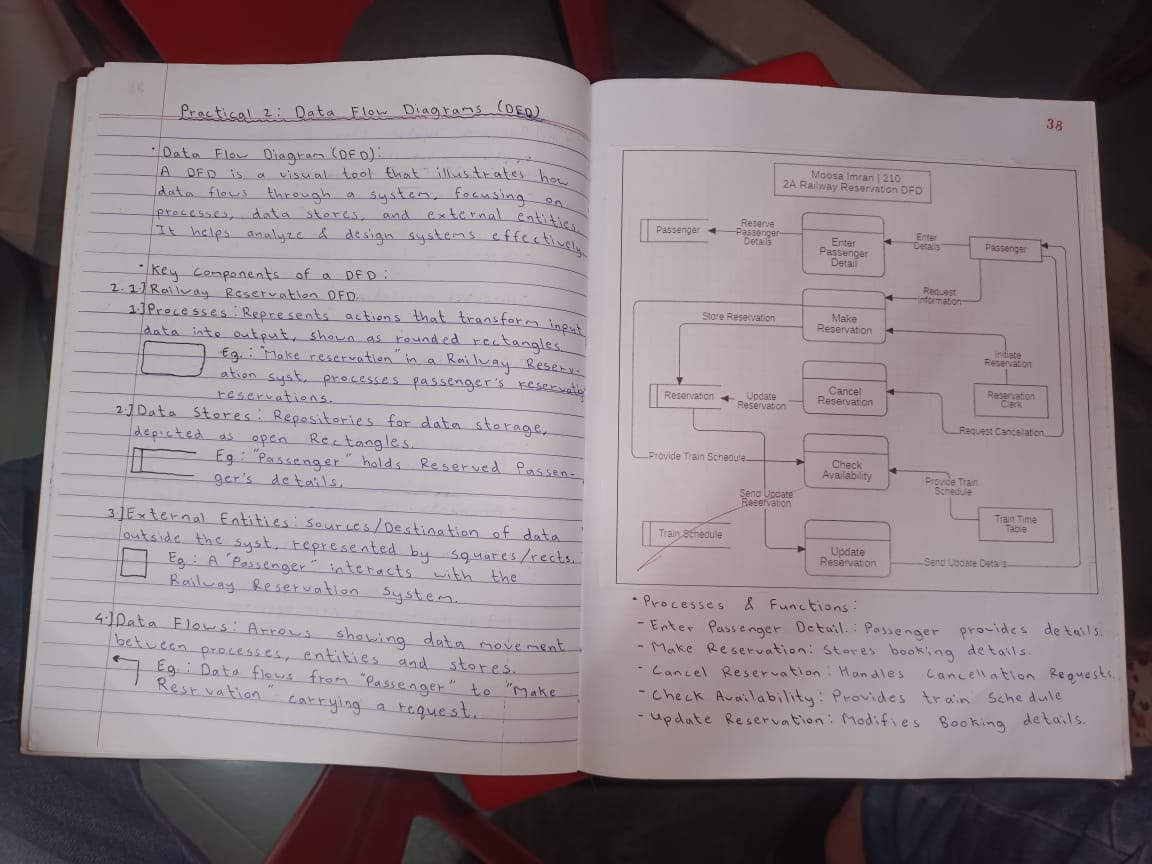 Practical 2: Data Flow Diagrams (DFD)
• Data Flow Diagram (DFD):
A DFD is a visual tool that illustrates how
data flows through a system, focusing on
processes, data stores, and external entities.
It helps analyze & design systems effectively.
• Key Components of a DFD:
2.1.] Railway Reservation DFD.
1.] Processes: Represents actions that transform input
data into output, shown as rounded rectangles.
Eg.: "Make reservation" in a Railway Reserv-
ation syst, processes passenger's reservatio
reservations.
2.] Data Stores: Repositories for data storage,
depicted as open Rectangles.
Eg: "Passenger" holds Reserved Passen-
ger's details.
3.] External Entities: Sources/Destination of data
outside the syst, represented by squares/rects.
Eg: A "Passenger" interacts with the
Railway Reservation system.
4.] Data Flows: Arrows showing data movement
between processes, entities and stores.
Eg: Data flows from "Passenger" to "Make
Resrvation" carrying a request.
38
Moosa Imran | 210
2A Railway Reservation DFD
Passenger
Reserve
Passenger
Details
Enter
Passenger
Detail
Enter
Details
Passenger
Request
Information
Store Reservation
Make
Reservation
Initiate
Reservation
Reservation
Update
Reservation
Cancel
Reservation
Reservation
Clerk
Request Cancellation
Provide Train Schedule
Check
Availability
Provide Train
Schedule
Send Update
Reservation
Train Schedule
Train Time
Table
Update
Reservation
Send Update Details
• Processes & Functions:
- Enter Passenger Detail.: Passenger provides details.
- Make Reservation: Stores booking details.
- Cancel Reservation: Handles Cancellation Requests.
- Check Availability: Provides train Schedule
- Update Reservation: Modifies Booking details.